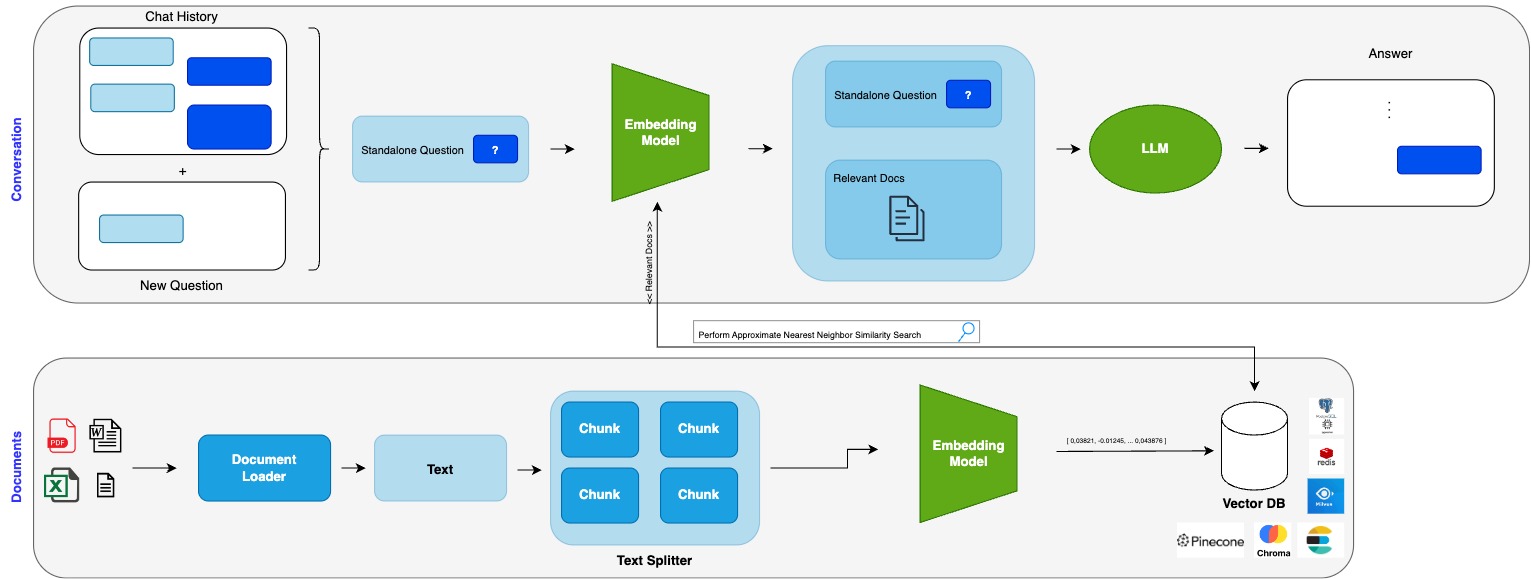 Chat History
+
New Question
Conversation
Standalone Question
?
Embedding
Model
Standalone Question
?
Relevant Docs
LLM
Answer
<< Relevant Docs >>
Perform Approximate Nearest Neighbor Similarity Search
Documents
PDF
W
X
Document
Loader
Text
Chunk
Chunk
Chunk
Chunk
Text Splitter
Embedding
Model
[ 0,03821, -0.01245, ... 0,043876 ]
Vector DB
PostgreSQL
redis
Milvus
Pinecone
Chroma